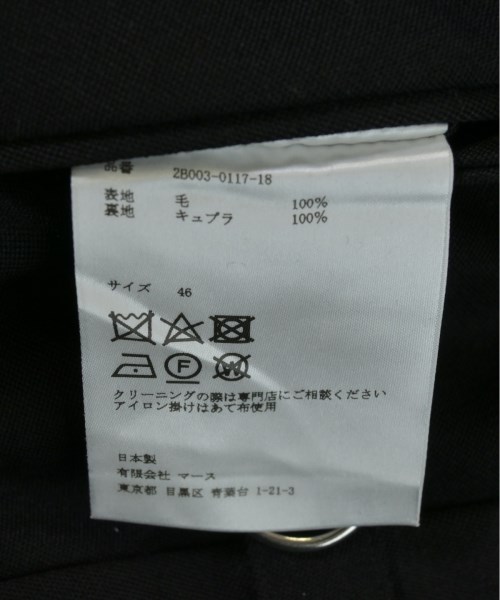 品番 2B003-0117-18
表地 毛 100%
裏地 キュプラ 100%
サイズ 46
F W
クリーニングの際は専門店にご相談ください
アイロン掛けはあて布使用
日本製
有限会社 マース
東京都 目黒区 青葉台 1-21-3